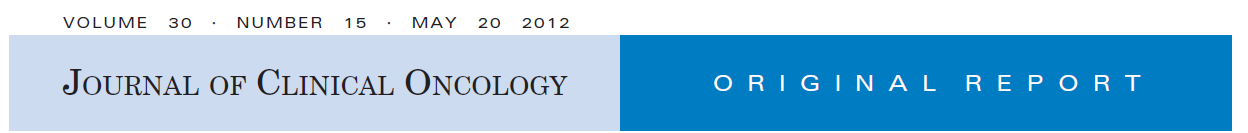 VOLUME 30 · NUMBER 15 · MAY 20 2012
JOURNAL OF CLINICAL ONCOLOGY
ORIGINAL REPORT